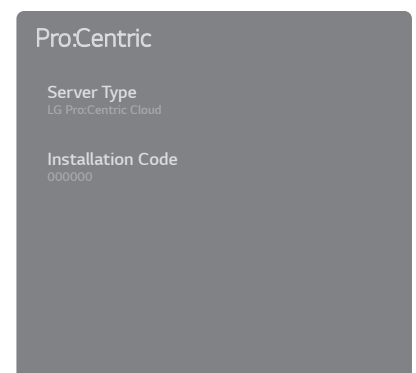 Pro:Centric
Server Type
LG Pro:Centric Cloud
Installation Code
000000